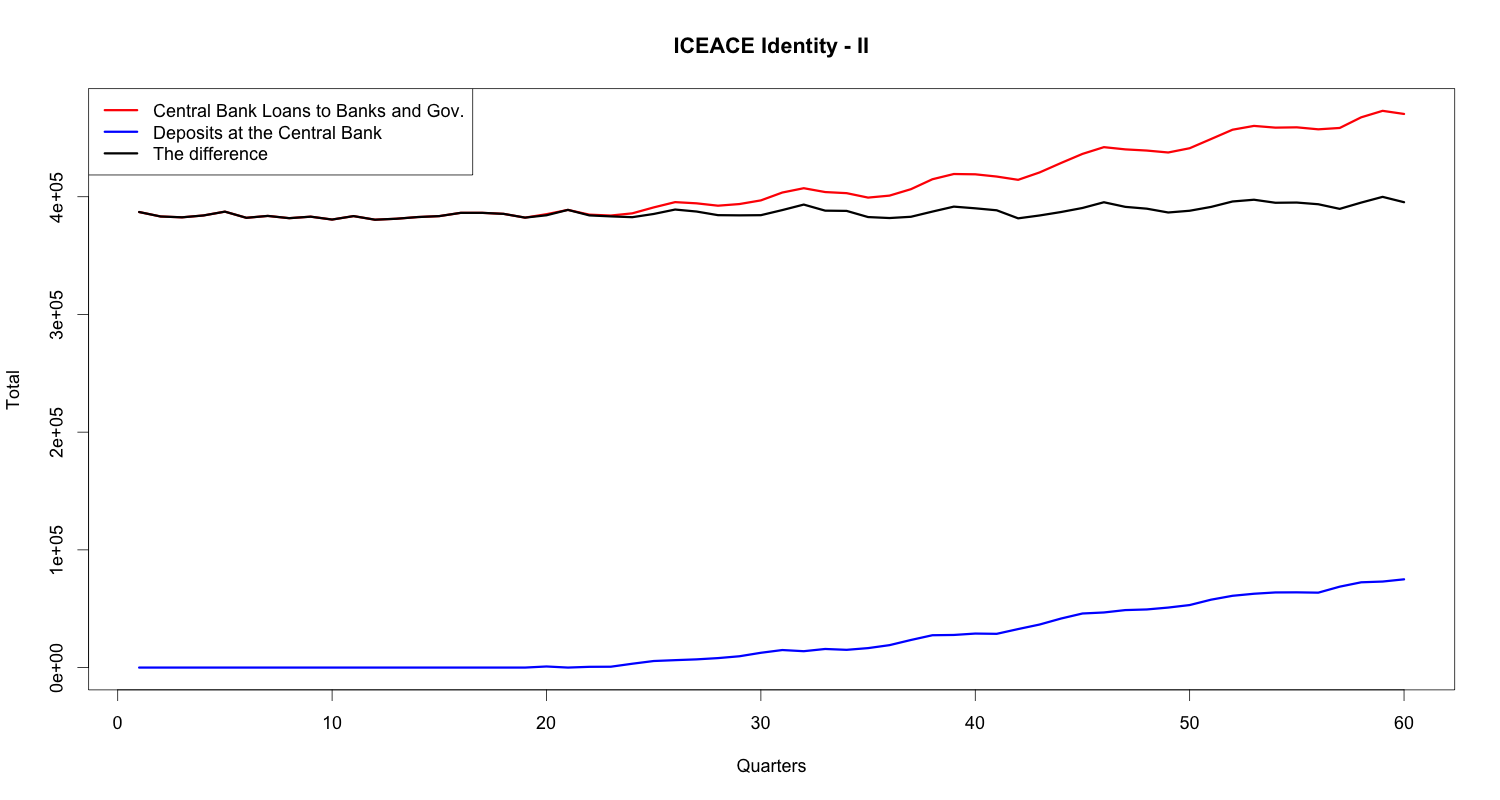 ICEACE Identity - II
Central Bank Loans to Banks and Gov.
Deposits at the Central Bank
The difference
4e+05
3e+05
2e+05
1e+05
0e+00
Total
0 10 20 30 40 50 60
Quarters